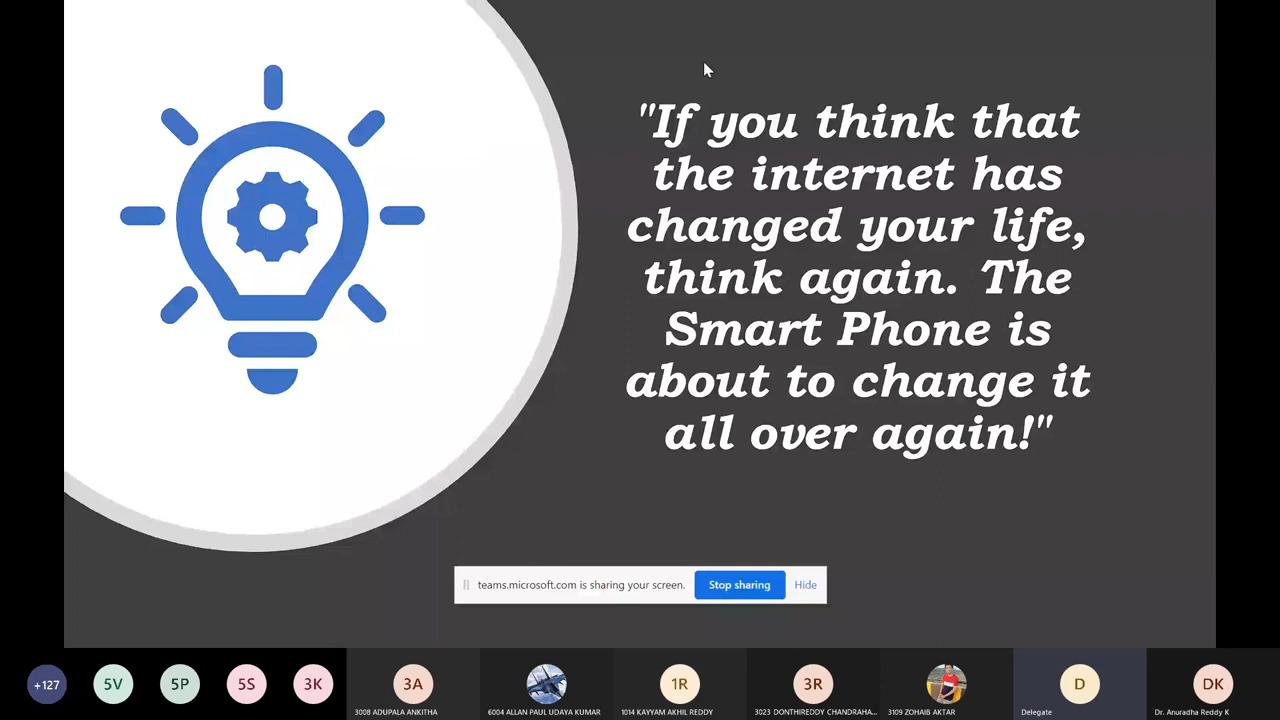 "If you think that
the internet has
changed your life,
think again. The
Smart Phone is
about to change it
all over again!"
teams.microsoft.com is sharing your screen. Stop sharing Hide
+127 5V 5P 5S 3K 3A 1R 3R D DK
3008 ADUPALA ANKITHA 6004 ALLAN PAUL UDAYA KUMAR 1014 KAYYAM AKHIL REDDY 3023 DONTHIREDDY CHANDRAHA... 3109 ZOHAIB AKTAR Delegate Dr. Anuradha Reddy K